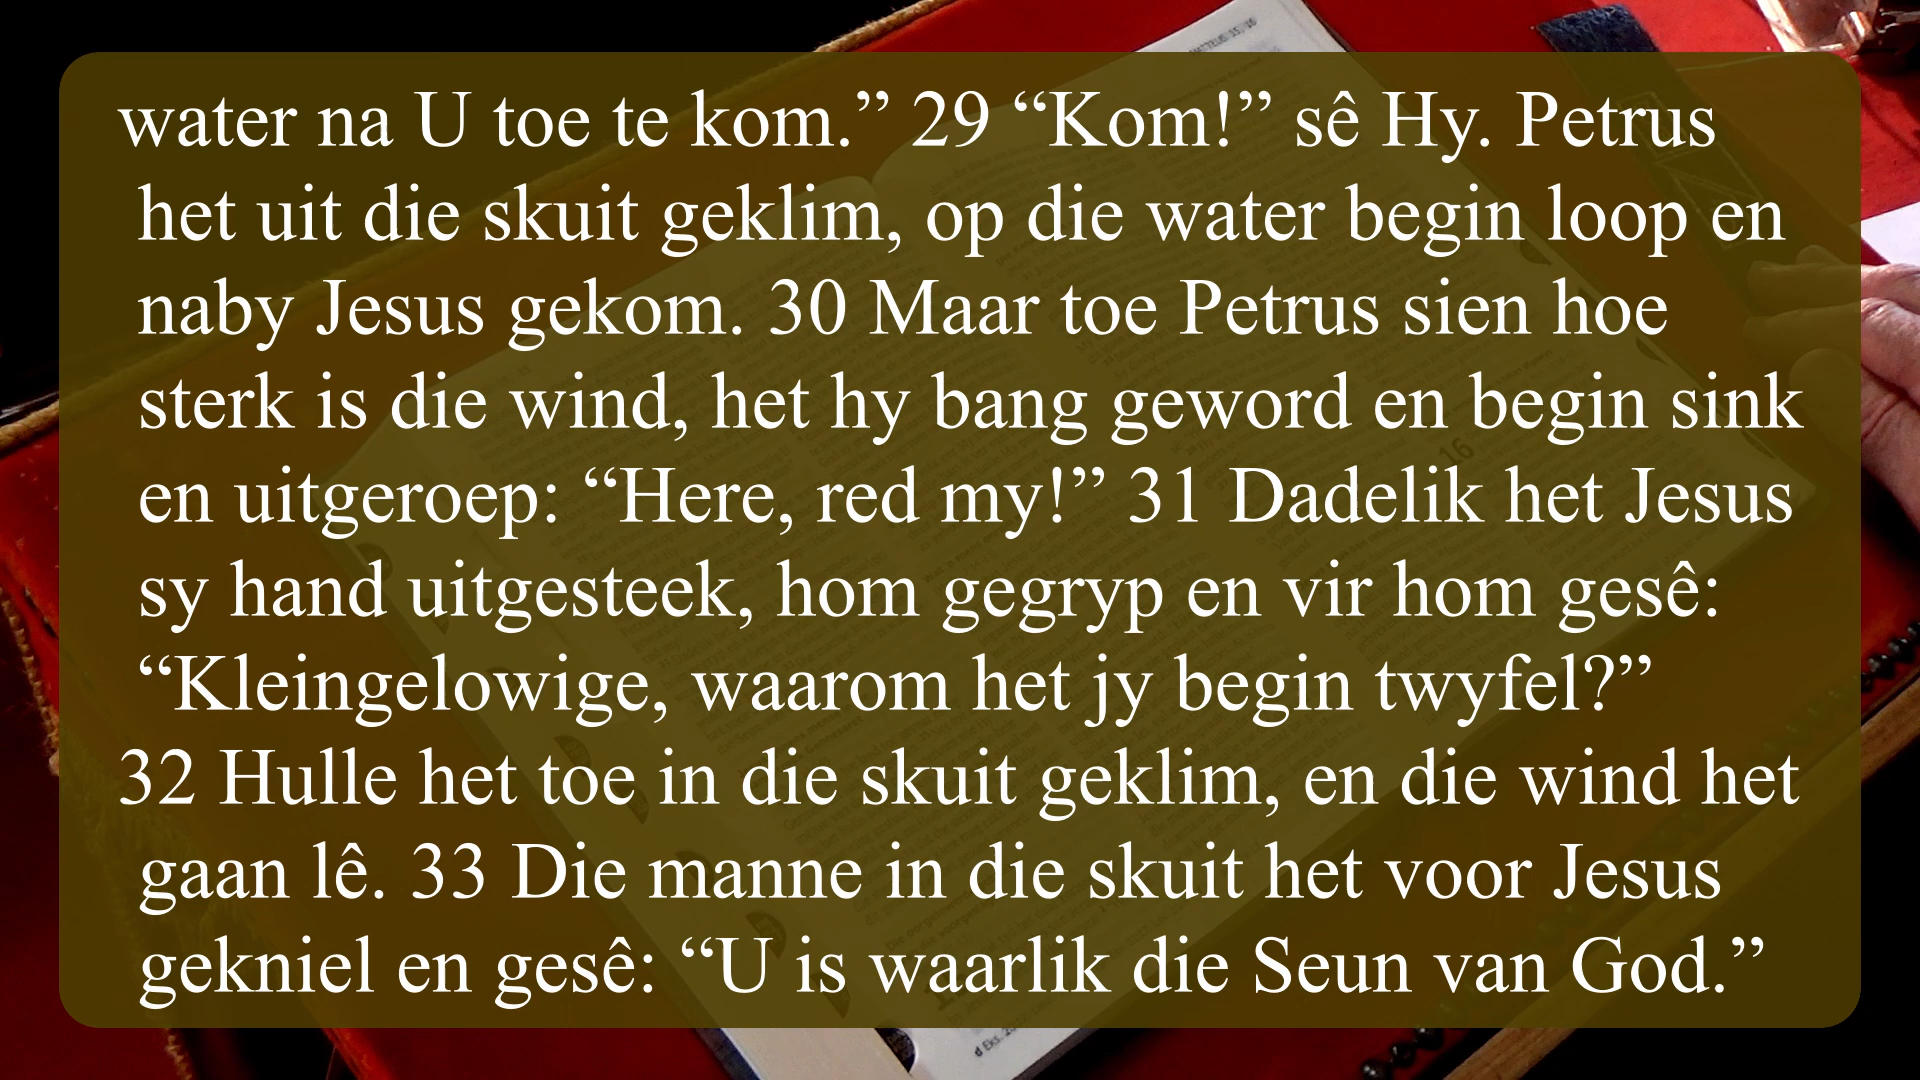 water na U toe te kom.” 29 “Kom!” sê Hy. Petrus
het uit die skuit geklim, op die water begin loop en
naby Jesus gekom. 30 Maar toe Petrus sien hoe
sterk is die wind, het hy bang geword en begin sink
en uitgeroep: “Here, red my!” 31 Dadelik het Jesus
sy hand uitgesteek, hom gegryp en vir hom gesê:
“Kleingelowige, waarom het jy begin twyfel?”
32 Hulle het toe in die skuit geklim, en die wind het
gaan lê. 33 Die manne in die skuit het voor Jesus
gekniel en gesê: “U is waarlik die Seun van God.”